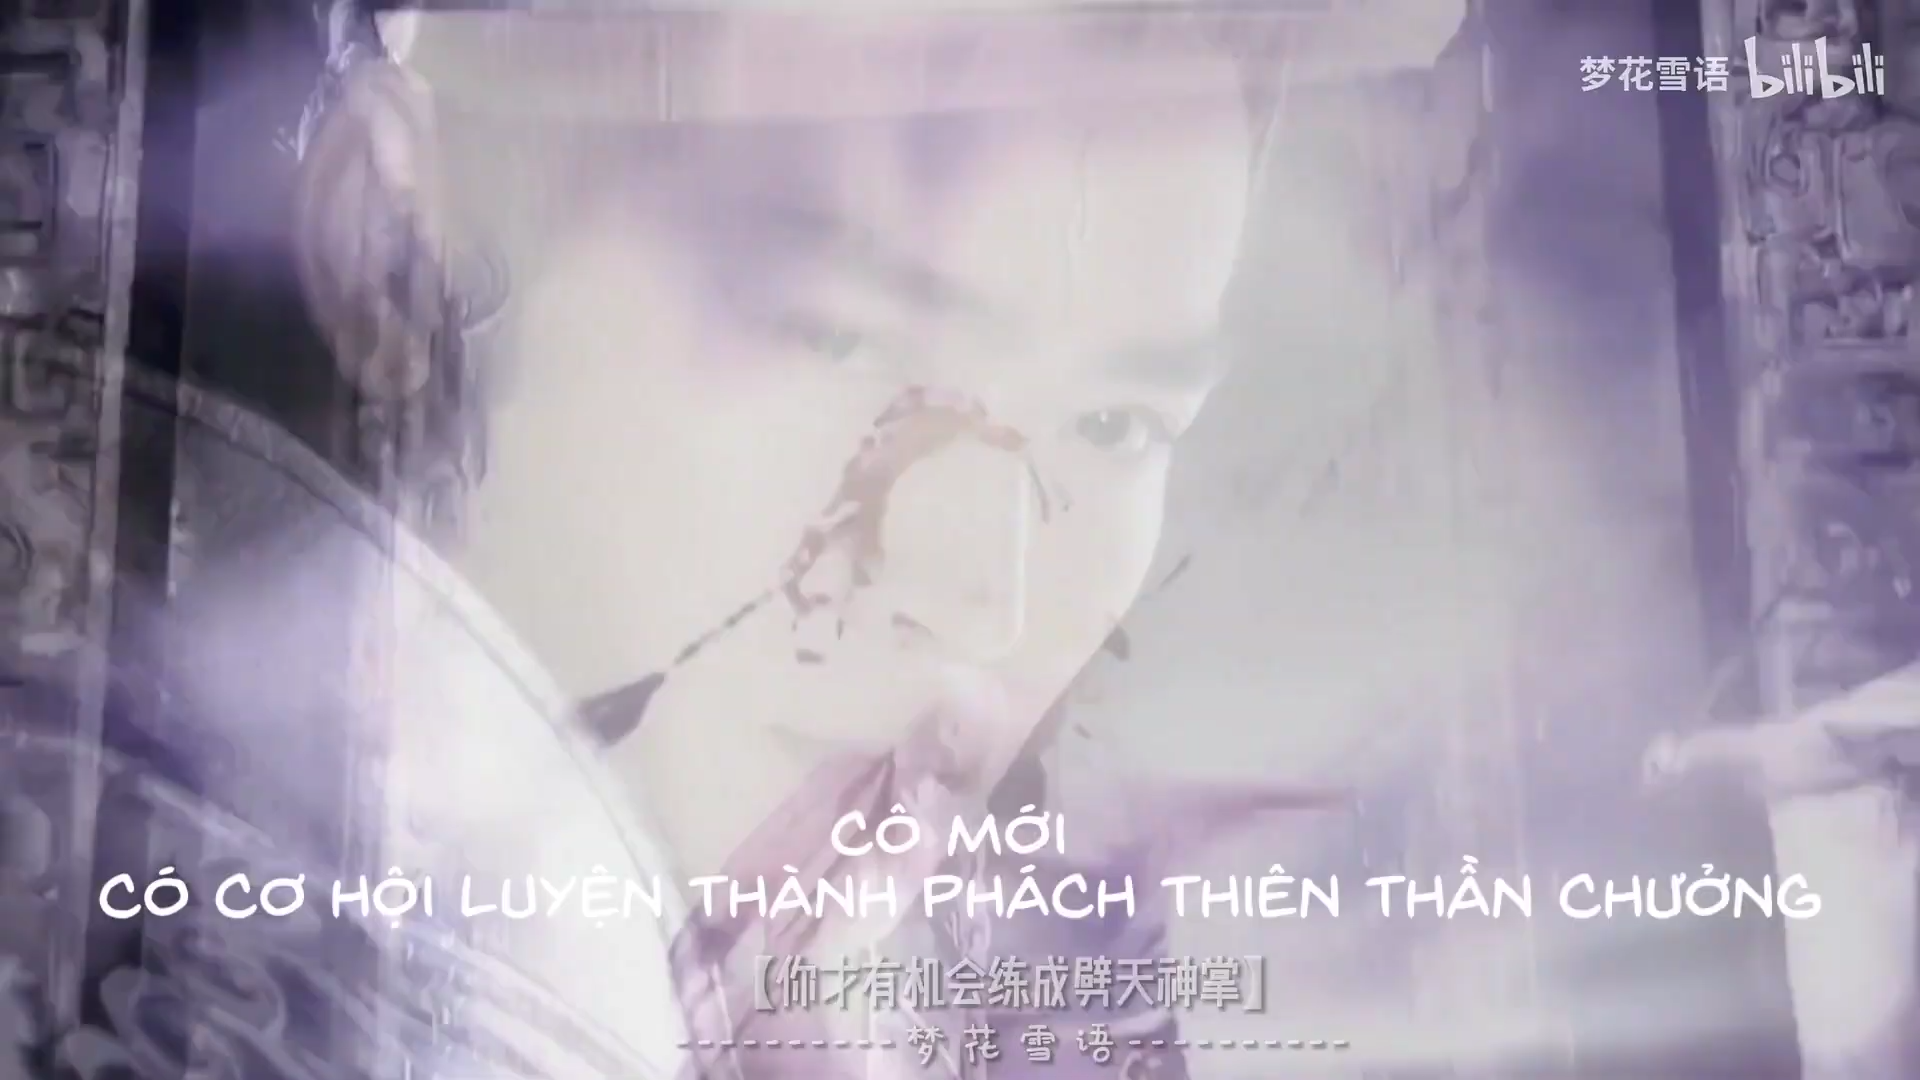 梦花雪语 bilibili
CÔ MỚI
CÓ CƠ HỘI LUYỆN THÀNH PHÁCH THIÊN THẦN CHƯỞNG
【你才有机会练成劈天神掌】
----------梦花雪语----------